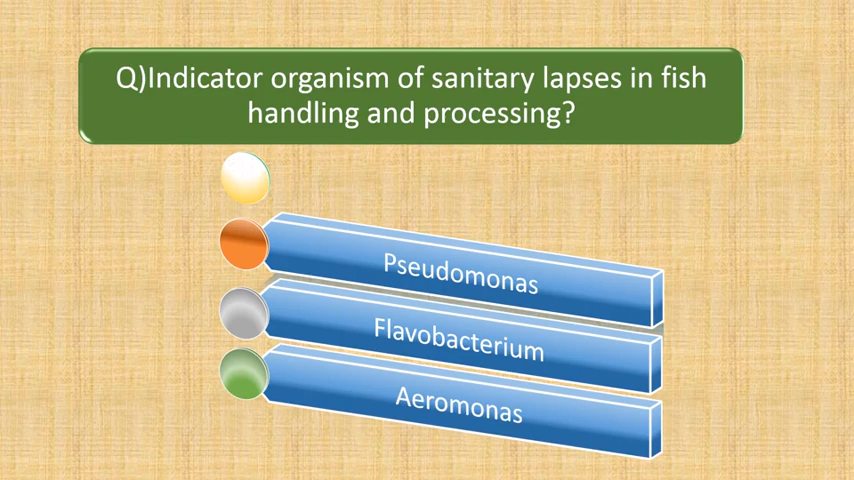 Q)Indicator organism of sanitary lapses in fish
handling and processing?
Pseudomonas
Flavobacterium
Aeromonas